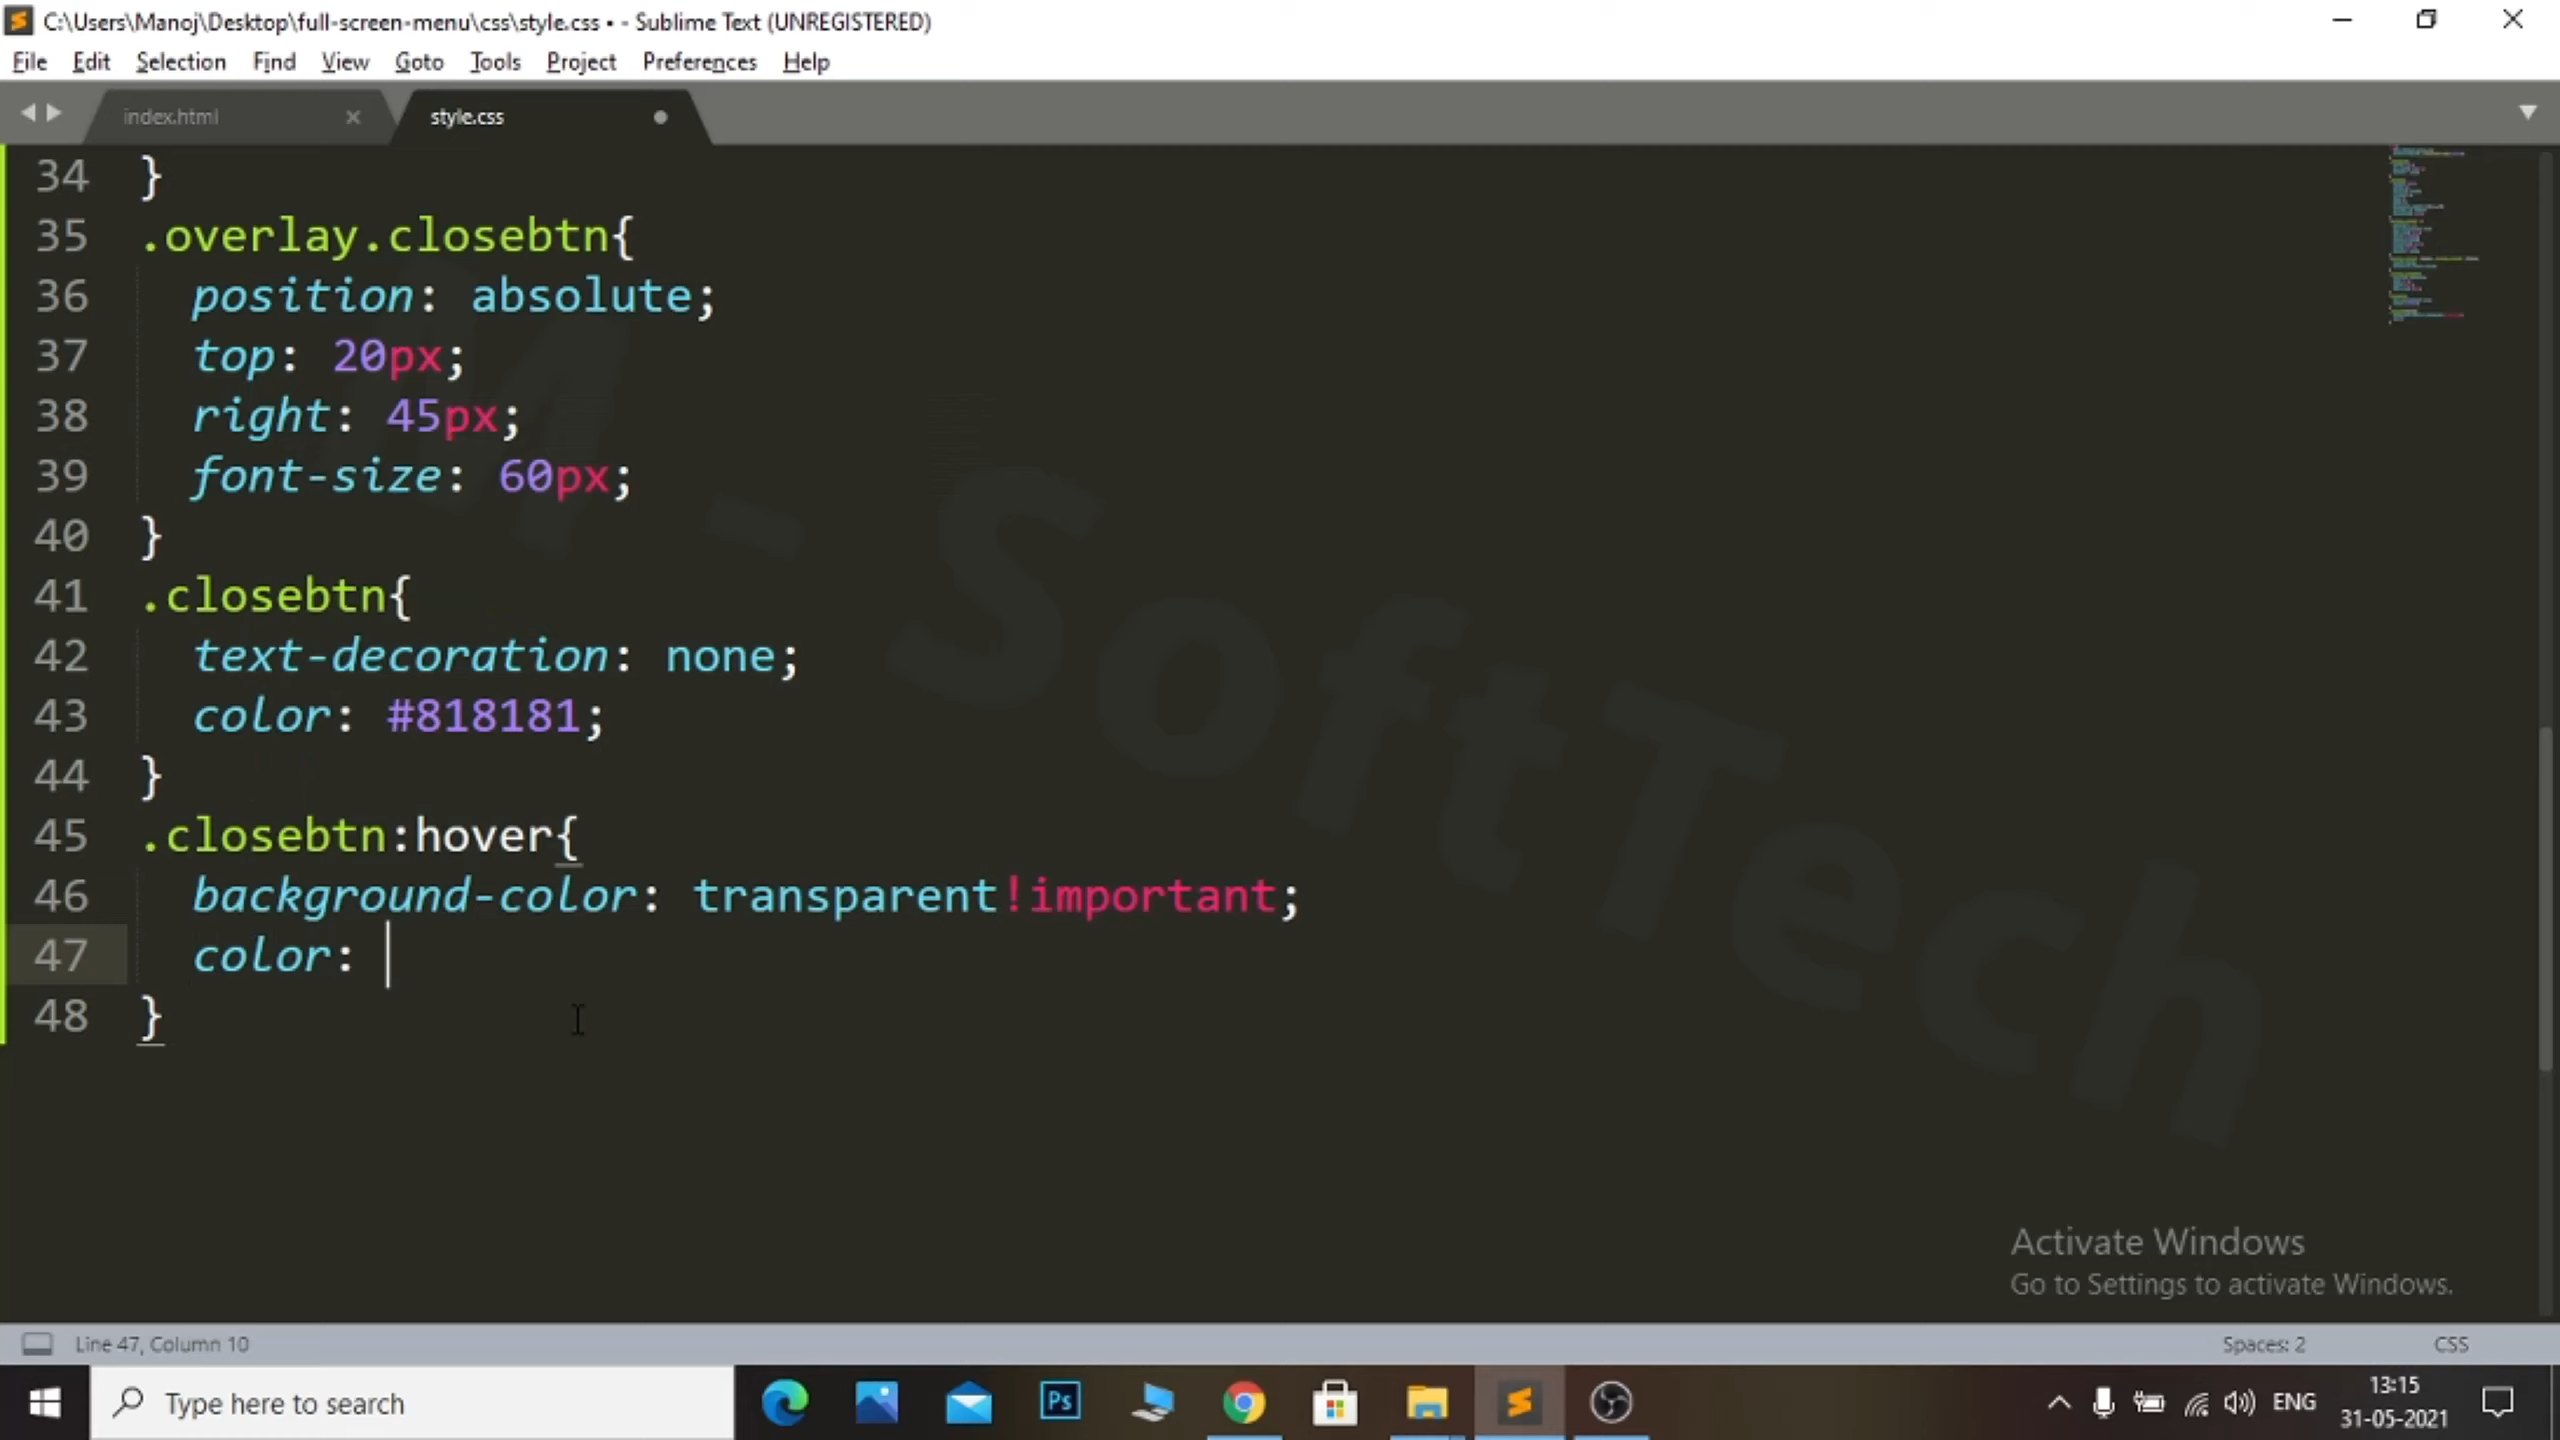 C:\Users\Manoj\Desktop\full-screen-menu\css\style.css • - Sublime Text (UNREGISTERED)
File Edit Selection Find View Goto Tools Project Preferences Help
index.html style.css
34 }
35 .overlay.closebtn{
36 position: absolute;
37 top: 20px;
38 right: 45px;
39 font-size: 60px;
40 }
41 .closebtn{
42 text-decoration: none;
43 color: #818181;
44 }
45 .closebtn:hover{
46 background-color: transparent!important;
47 color:
48 }
M - SoftTech
Activate Windows
Go to Settings to activate Windows.
Line 47, Column 10 Spaces: 2 CSS
Type here to search Ps ENG 13:15
31-05-2021